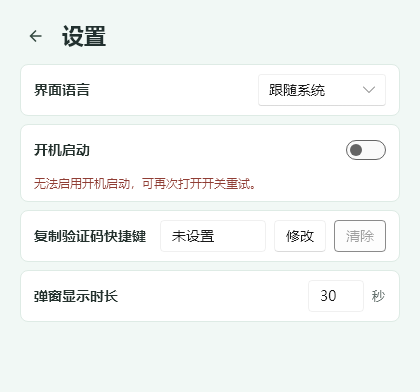 设置
界面语言 跟随系统
开机启动
无法启用开机启动，可再次打开开关重试。
复制验证码快捷键 未设置 修改 清除
弹窗显示时长 30 秒